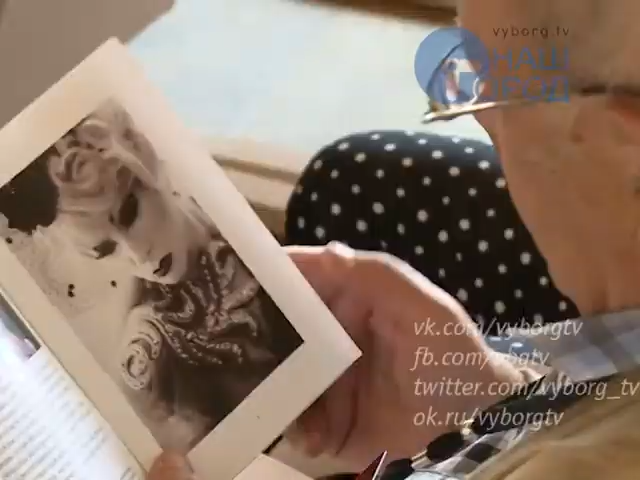 vyborg.tv
НАШ
ГОРОД
vk.com/vyborgtv
fb.com/vbgtv
twitter.com/vyborg_tv
ok.ru/vyborgtv